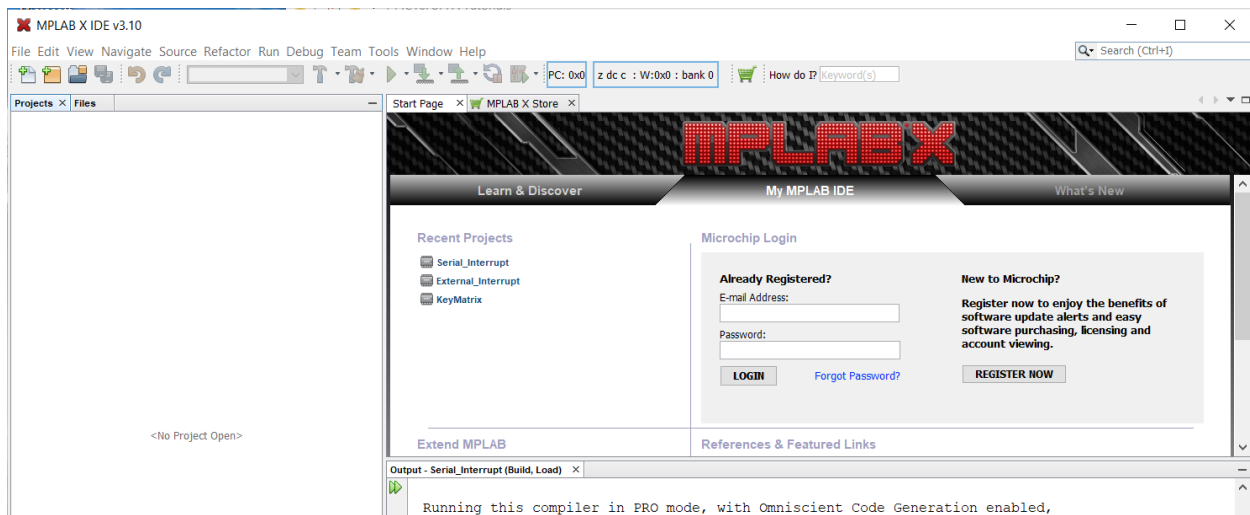 MPLAB X IDE v3.10
File Edit View Navigate Source Refactor Run Debug Team Tools Window Help
Search (Ctrl+I)
PC: 0x0
z dc c : W:0x0 : bank 0
How do I?
Keyword(s)
Projects
Files
Start Page
MPLAB X Store
MPLAB X
Learn & Discover
My MPLAB IDE
What's New
Recent Projects
Serial_Interrupt
External_Interrupt
KeyMatrix
Microchip Login
Already Registered?
E-mail Address:
Password:
LOGIN
Forgot Password?
New to Microchip?
Register now to enjoy the benefits of
software update alerts and easy
software purchasing, licensing and
account viewing.
REGISTER NOW
<No Project Open>
Extend MPLAB
References & Featured Links
Output - Serial_Interrupt (Build, Load)
Running this compiler in PRO mode, with Omniscient Code Generation enabled,